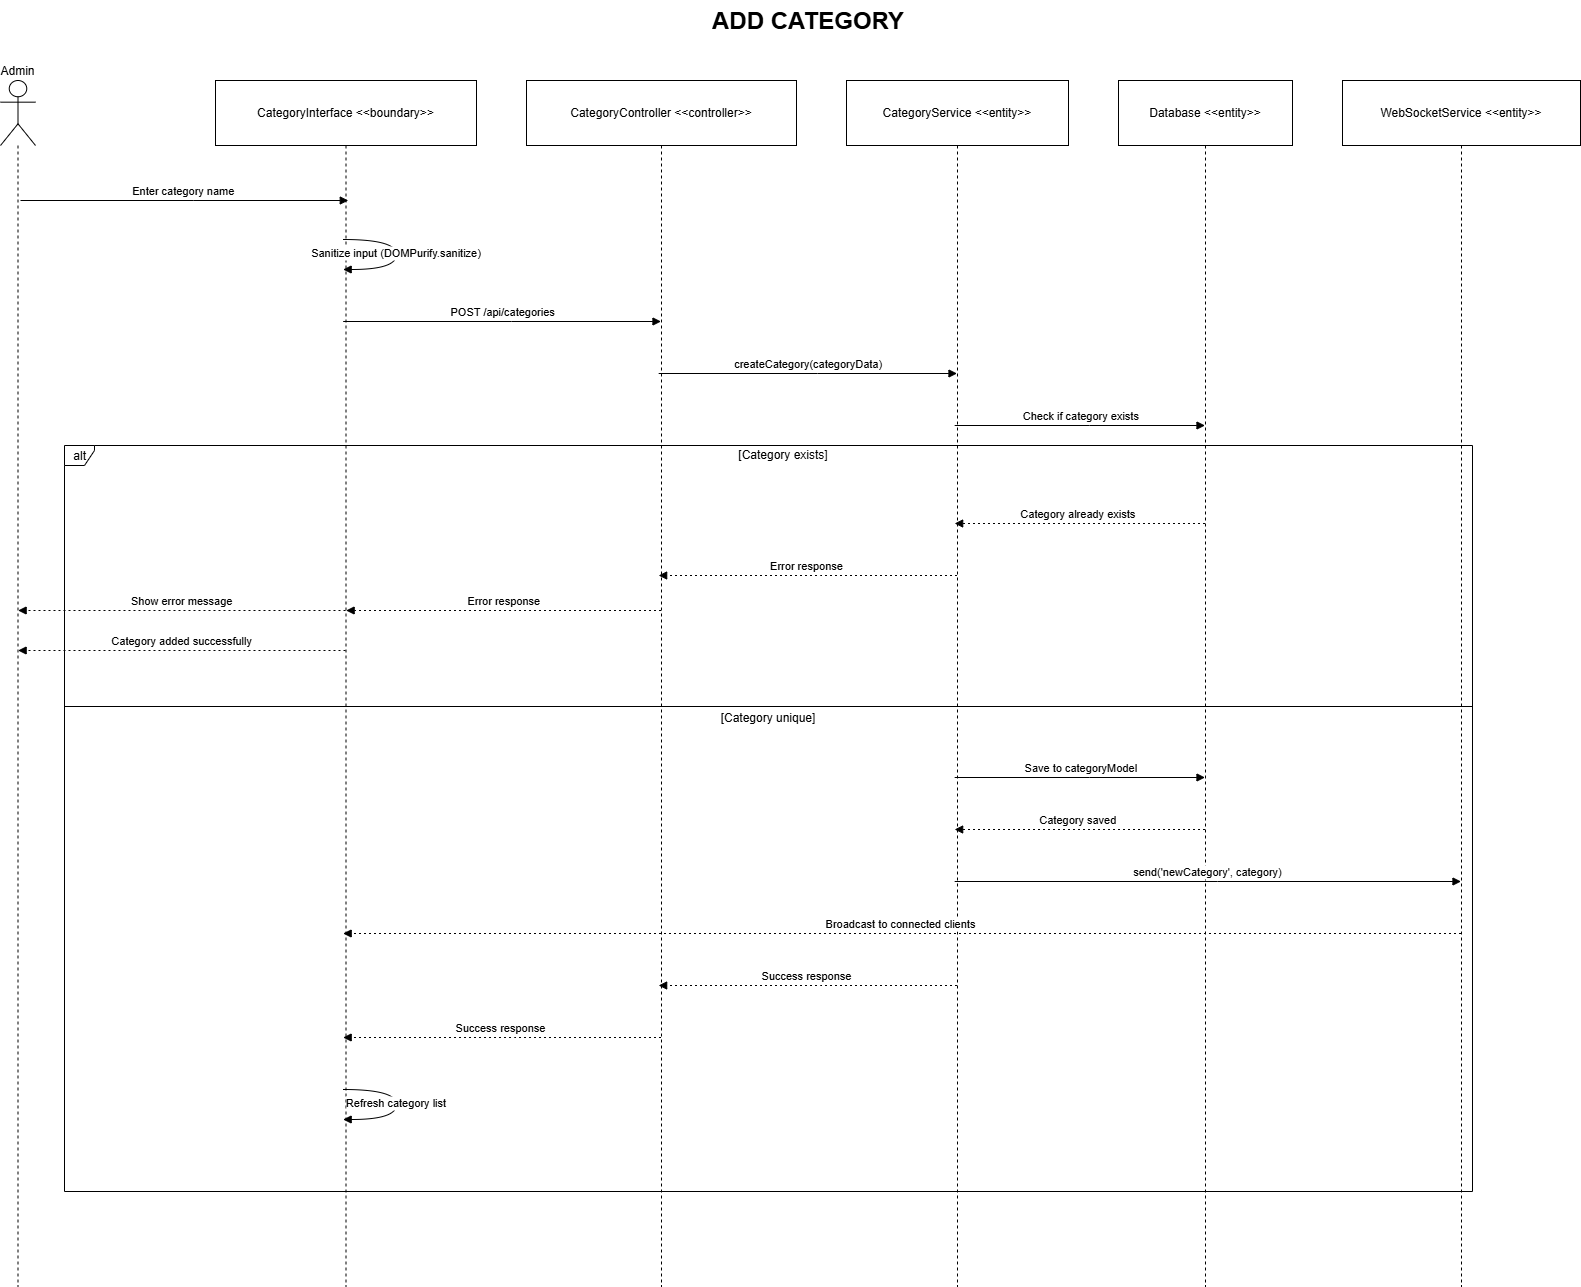 ADD CATEGORY
Admin
CategoryInterface <<boundary>>
CategoryController <<controller>>
CategoryService <<entity>>
Database <<entity>>
WebSocketService <<entity>>
Enter category name
Sanitize input (DOMPurify.sanitize)
POST /api/categories
createCategory(categoryData)
Check if category exists
alt
[Category exists]
Category already exists
Error response
Show error message
Error response
Category added successfully
[Category unique]
Save to categoryModel
Category saved
send('newCategory', category)
Broadcast to connected clients
Success response
Success response
Refresh category list